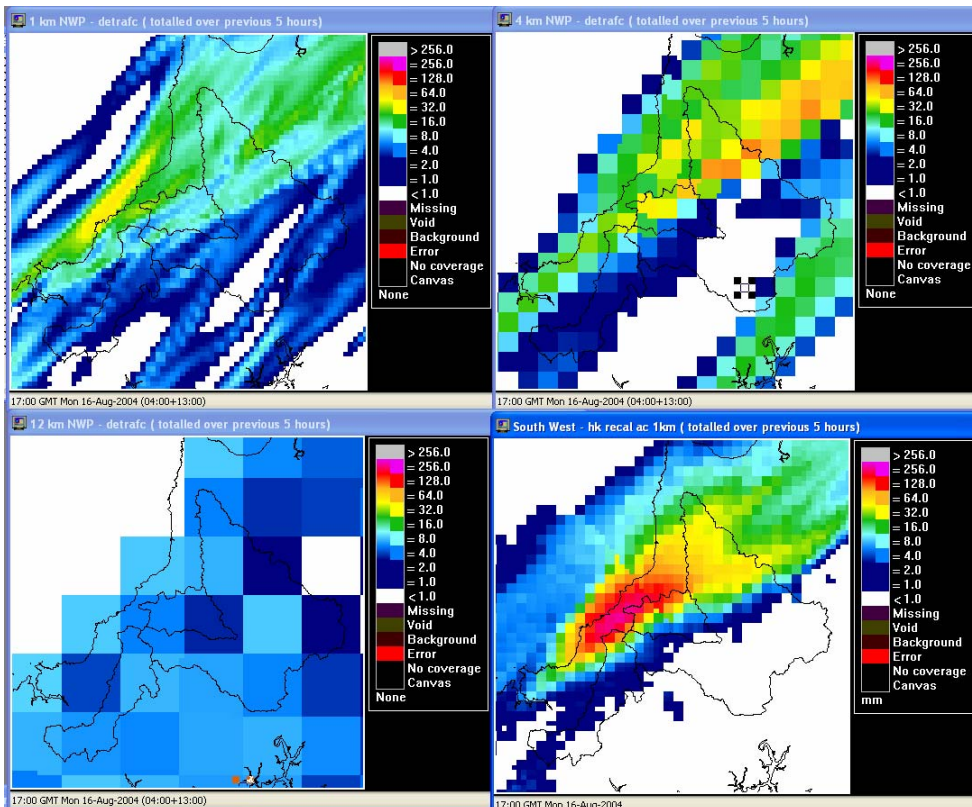 1 km NWP - detrafc ( totalled over previous 5 hours)
> 256.0
= 256.0
= 128.0
= 64.0
= 32.0
= 16.0
= 8.0
= 4.0
= 2.0
= 1.0
< 1.0
Missing
Void
Background
Error
No coverage
Canvas
None
17:00 GMT Mon 16-Aug-2004 (04:00+13:00)
4 km NWP - detrafc ( totalled over previous 5 hours)
> 256.0
= 256.0
= 128.0
= 64.0
= 32.0
= 16.0
= 8.0
= 4.0
= 2.0
= 1.0
< 1.0
Missing
Void
Background
Error
No coverage
Canvas
None
17:00 GMT Mon 16-Aug-2004 (04:00+13:00)
12 km NWP - detrafc ( totalled over previous 5 hours)
> 256.0
= 256.0
= 128.0
= 64.0
= 32.0
= 16.0
= 8.0
= 4.0
= 2.0
= 1.0
< 1.0
Missing
Void
Background
Error
No coverage
Canvas
None
17:00 GMT Mon 16-Aug-2004 (04:00+13:00)
South West - hk recal ac 1km ( totalled over previous 5 hours)
> 256.0
= 256.0
= 128.0
= 64.0
= 32.0
= 16.0
= 8.0
= 4.0
= 2.0
= 1.0
< 1.0
Missing
Void
Background
Error
No coverage
Canvas
mm
17:00 GMT Mon 16-Aug-2004